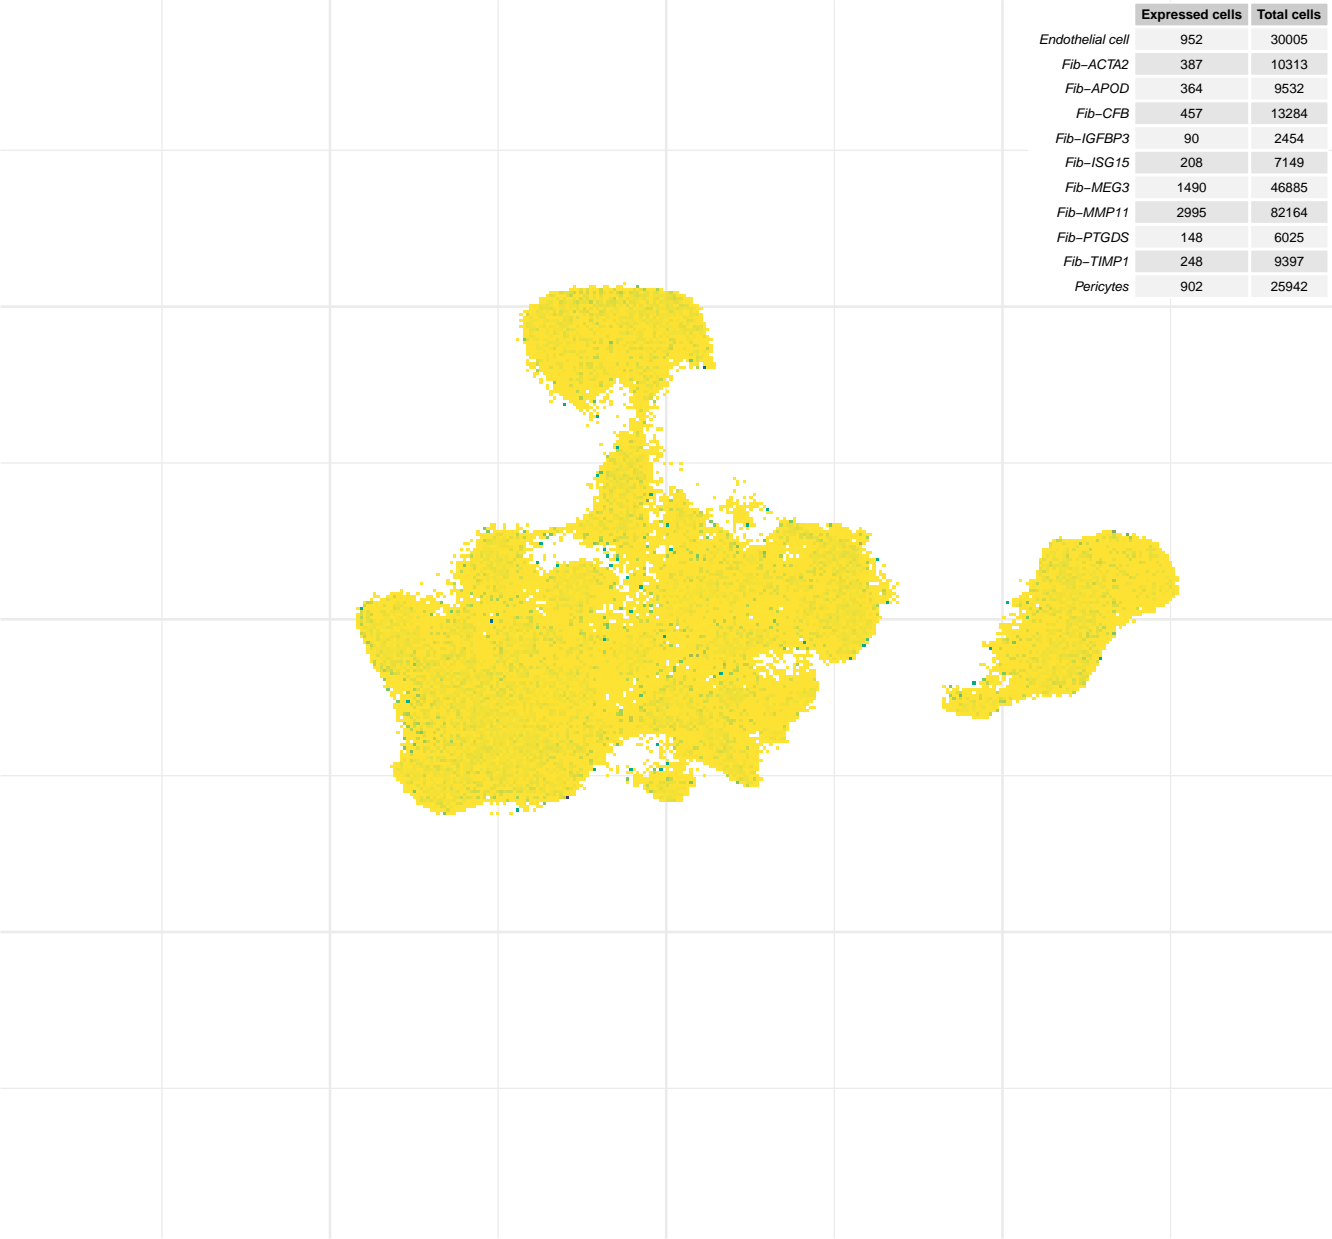 Expressed cells Total cells
Endothelial cell 952 30005
Fib−ACTA2 387 10313
Fib−APOD 364 9532
Fib−CFB 457 13284
Fib−IGFBP3 90 2454
Fib−ISG15 208 7149
Fib−MEG3 1490 46885
Fib−MMP11 2995 82164
Fib−PTGDS 148 6025
Fib−TIMP1 248 9397
Pericytes 902 25942